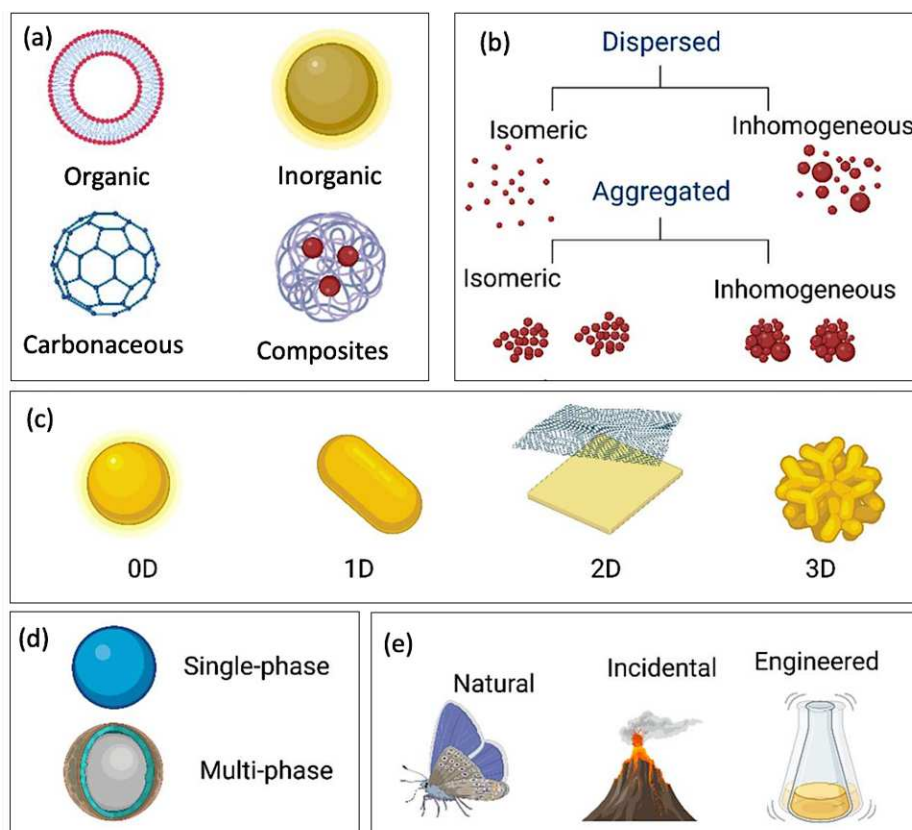 (a)
Organic
Inorganic
Carbonaceous
Composites
(b)
Dispersed
Isomeric
Inhomogeneous
Aggregated
Isomeric
Inhomogeneous
(c)
0D
1D
2D
3D
(d)
Single-phase
Multi-phase
(e)
Natural
Incidental
Engineered